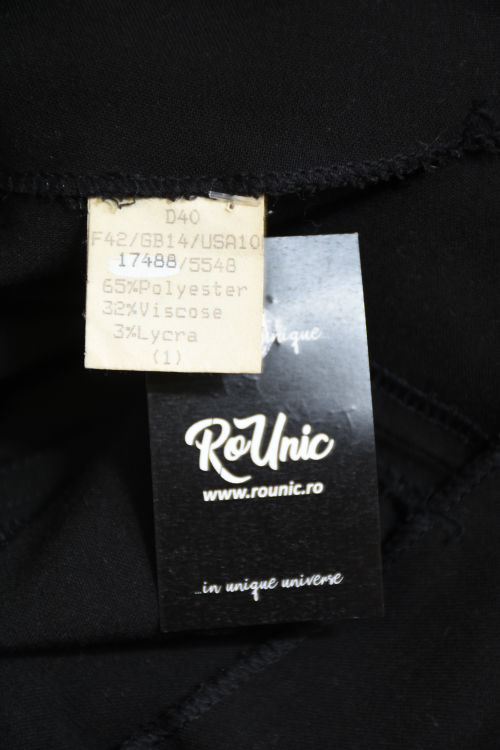 D40
F42/GB14/USA10
17488/5548
65%Polyester
32%Viscose
3%Lycra
(1)
RoUnic
www.rounic.ro
...in unique universe